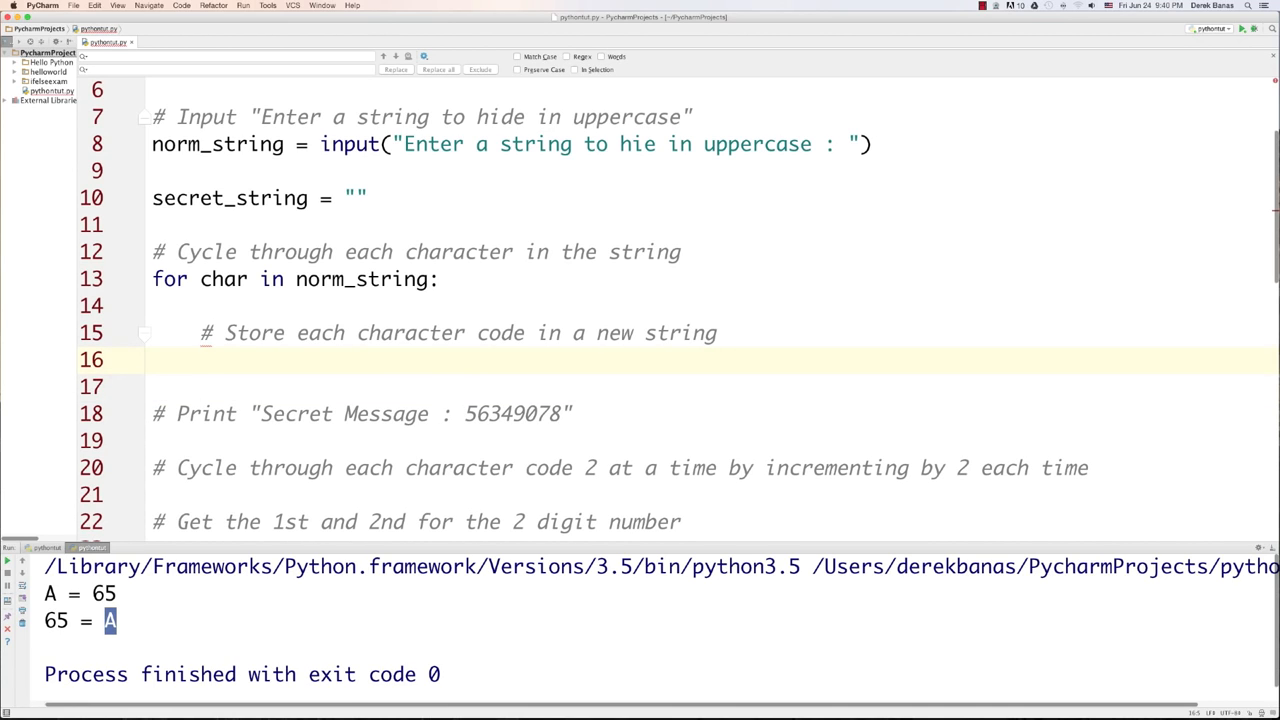 PyCharm File Edit View Navigate Code Refactor Run Tools VCS Window Help 10 Fri Jun 24 9:40 PM Derek Banas
pythontut.py - PycharmProjects - [~/PycharmProjects]
PycharmProjects pythontut.py pythontut
pythontut.py
Match Case Regex Words
Replace Replace all Exclude Preserve Case In Selection
PycharmProject
Hello Python
helloworld
ifelseexam
pythontut.py
External Librarie
6
7 # Input "Enter a string to hide in uppercase"
8 norm_string = input("Enter a string to hie in uppercase : ")
9
10 secret_string = ""
11
12 # Cycle through each character in the string
13 for char in norm_string:
14
15 # Store each character code in a new string
16
17
18 # Print "Secret Message : 56349078"
19
20 # Cycle through each character code 2 at a time by incrementing by 2 each time
21
22 # Get the 1st and 2nd for the 2 digit number
Run: pythontut pythontut
/Library/Frameworks/Python.framework/Versions/3.5/bin/python3.5 /Users/derekbanas/PycharmProjects/pytho
A = 65
65 = A
Process finished with exit code 0
16:5 LF÷ UTF-8÷